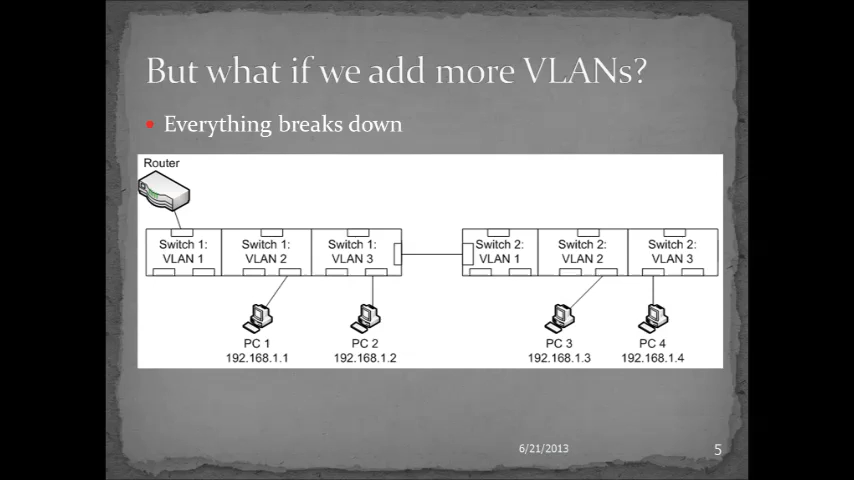 But what if we add more VLANs?
Everything breaks down
Router
Switch 1:
VLAN 1
Switch 1:
VLAN 2
Switch 1:
VLAN 3
Switch 2:
VLAN 1
Switch 2:
VLAN 2
Switch 2:
VLAN 3
PC 1
192.168.1.1
PC 2
192.168.1.2
PC 3
192.168.1.3
PC 4
192.168.1.4
6/21/2013
5